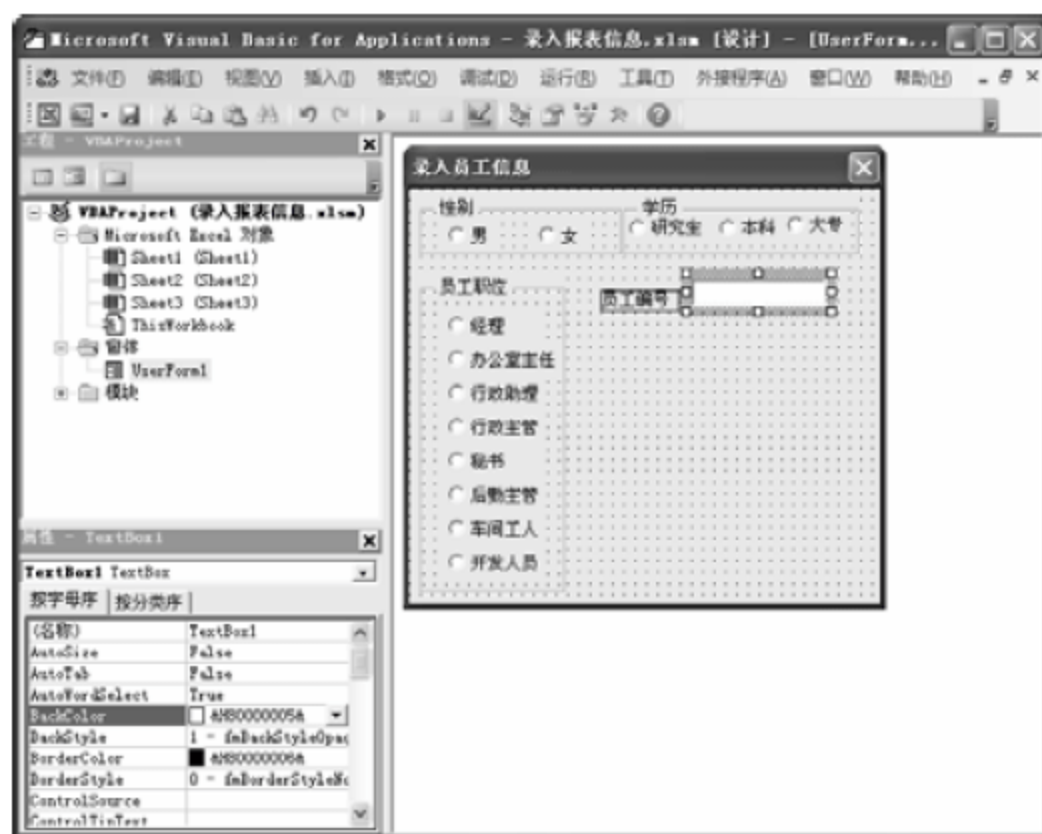 Microsoft Visual Basic for Applications - 录入报表信息.xlsm [设计] - [UserForm...
文件(F) 编辑(E) 视图(V) 插入(I) 格式(O) 调试(D) 运行(R) 工具(T) 外接程序(A) 窗口(W) 帮助(H)
工程 - VBAProject
VBAProject (录入报表信息.xlsm)
Microsoft Excel 对象
Sheet1 (Sheet1)
Sheet2 (Sheet2)
Sheet3 (Sheet3)
ThisWorkbook
窗体
UserForm1
模块
录入员工信息
性别
男 女
学历
研究生 本科 大专
员工职位
经理
办公室主任
行政助理
行政主管
秘书
后勤主管
车间工人
开发人员
员工编号
属性 - TextBox1
TextBox1 TextBox
按字母序 按分类序
(名称) TextBox1
AutoSize False
AutoTab False
AutoWordSelect True
BackColor &H80000005&
BackStyle 1 - fmBackStyleOpaq
BorderColor &H80000006&
BorderStyle 0 - fmBorderStyleNo
ControlSource
ControlTipText